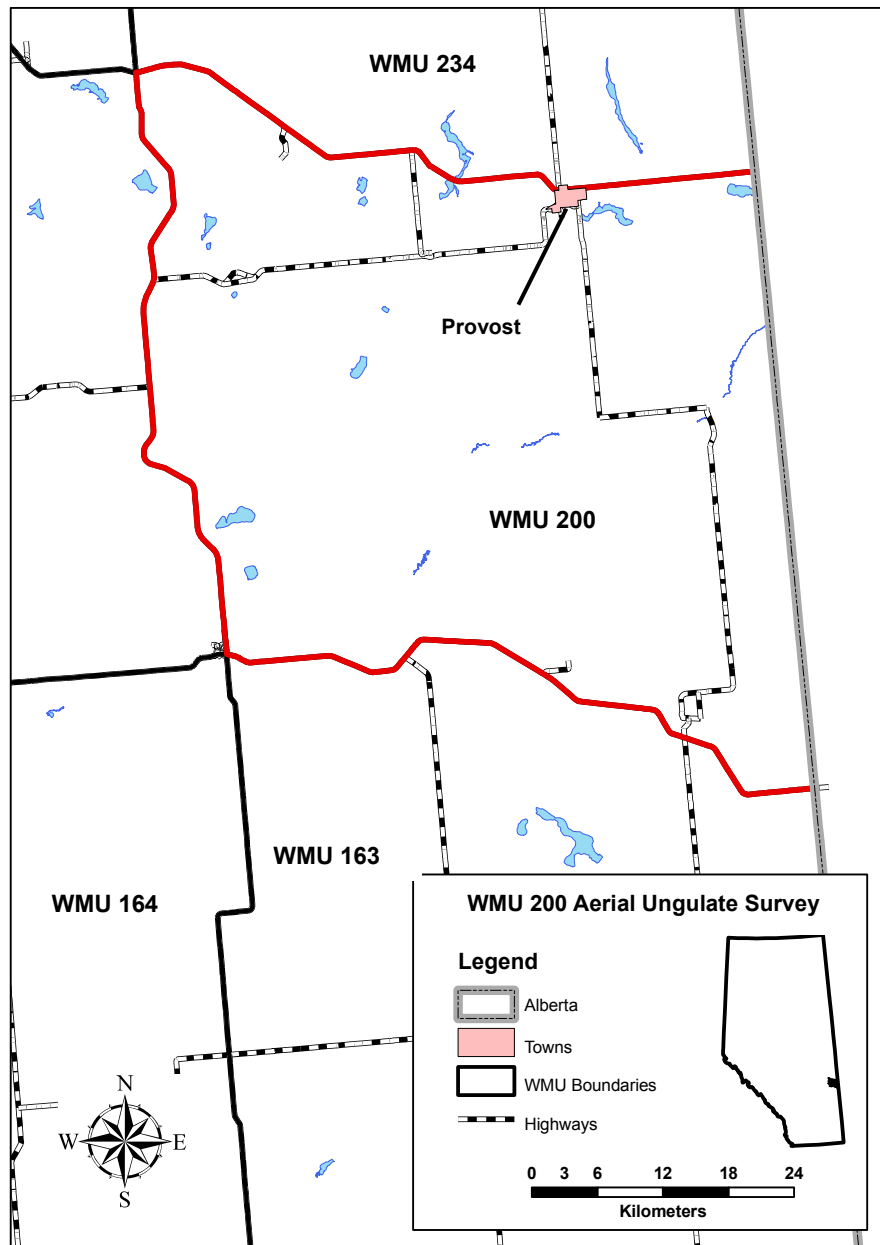 WMU 234
Provost
WMU 200
WMU 163
WMU 164
WMU 200 Aerial Ungulate Survey
Legend
Alberta
Towns
WMU Boundaries
Highways
N
W E
S
0 3 6 12 18 24
Kilometers